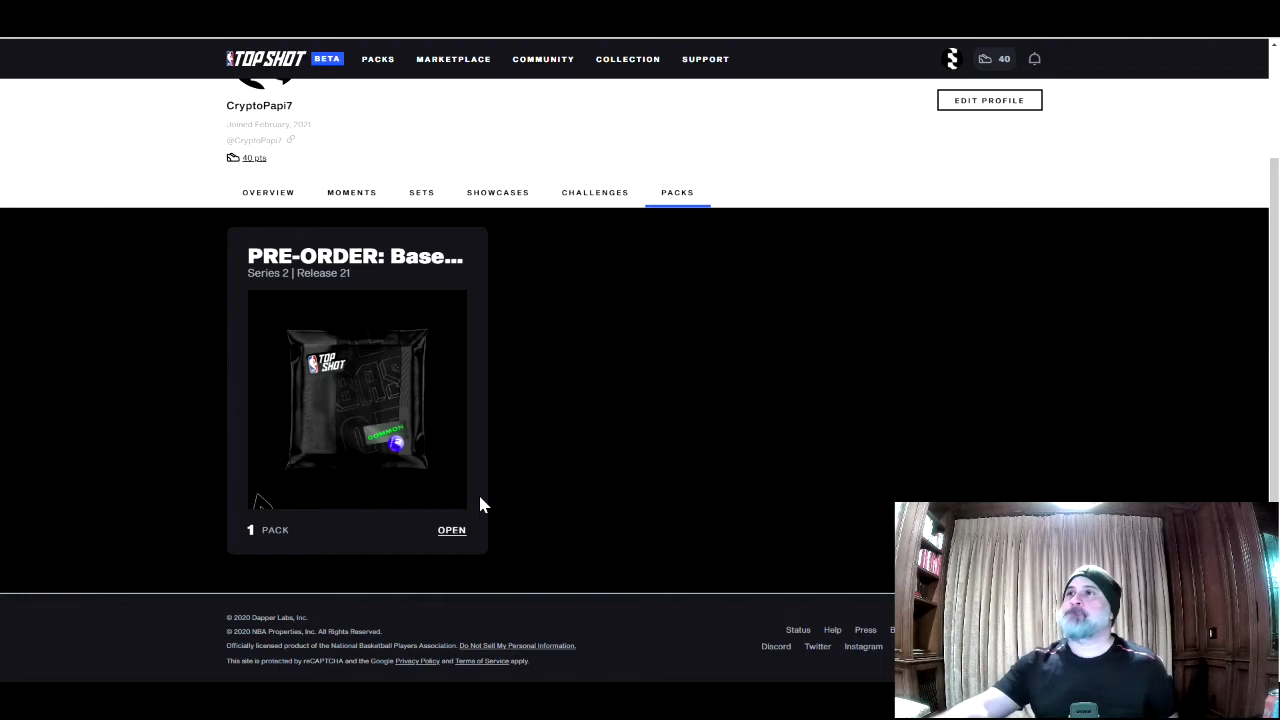 TOP SHOT BETA PACKS MARKETPLACE COMMUNITY COLLECTION SUPPORT 40
CryptoPapi7
EDIT PROFILE
Joined February, 2021
@CryptoPapi7
40 pts
OVERVIEW MOMENTS SETS SHOWCASES CHALLENGES PACKS
PRE-ORDER: Base...
Series 2 | Release 21
TOP
SHOT
COMMON
1 PACK OPEN
© 2020 Dapper Labs, Inc.
© 2020 NBA Properties, Inc. All Rights Reserved.
Officially licensed product of the National Basketball Players Association. Do Not Sell My Personal Information.
This site is protected by reCAPTCHA and the Google Privacy Policy and Terms of Service apply.
Status Help Press
Discord Twitter Instagram